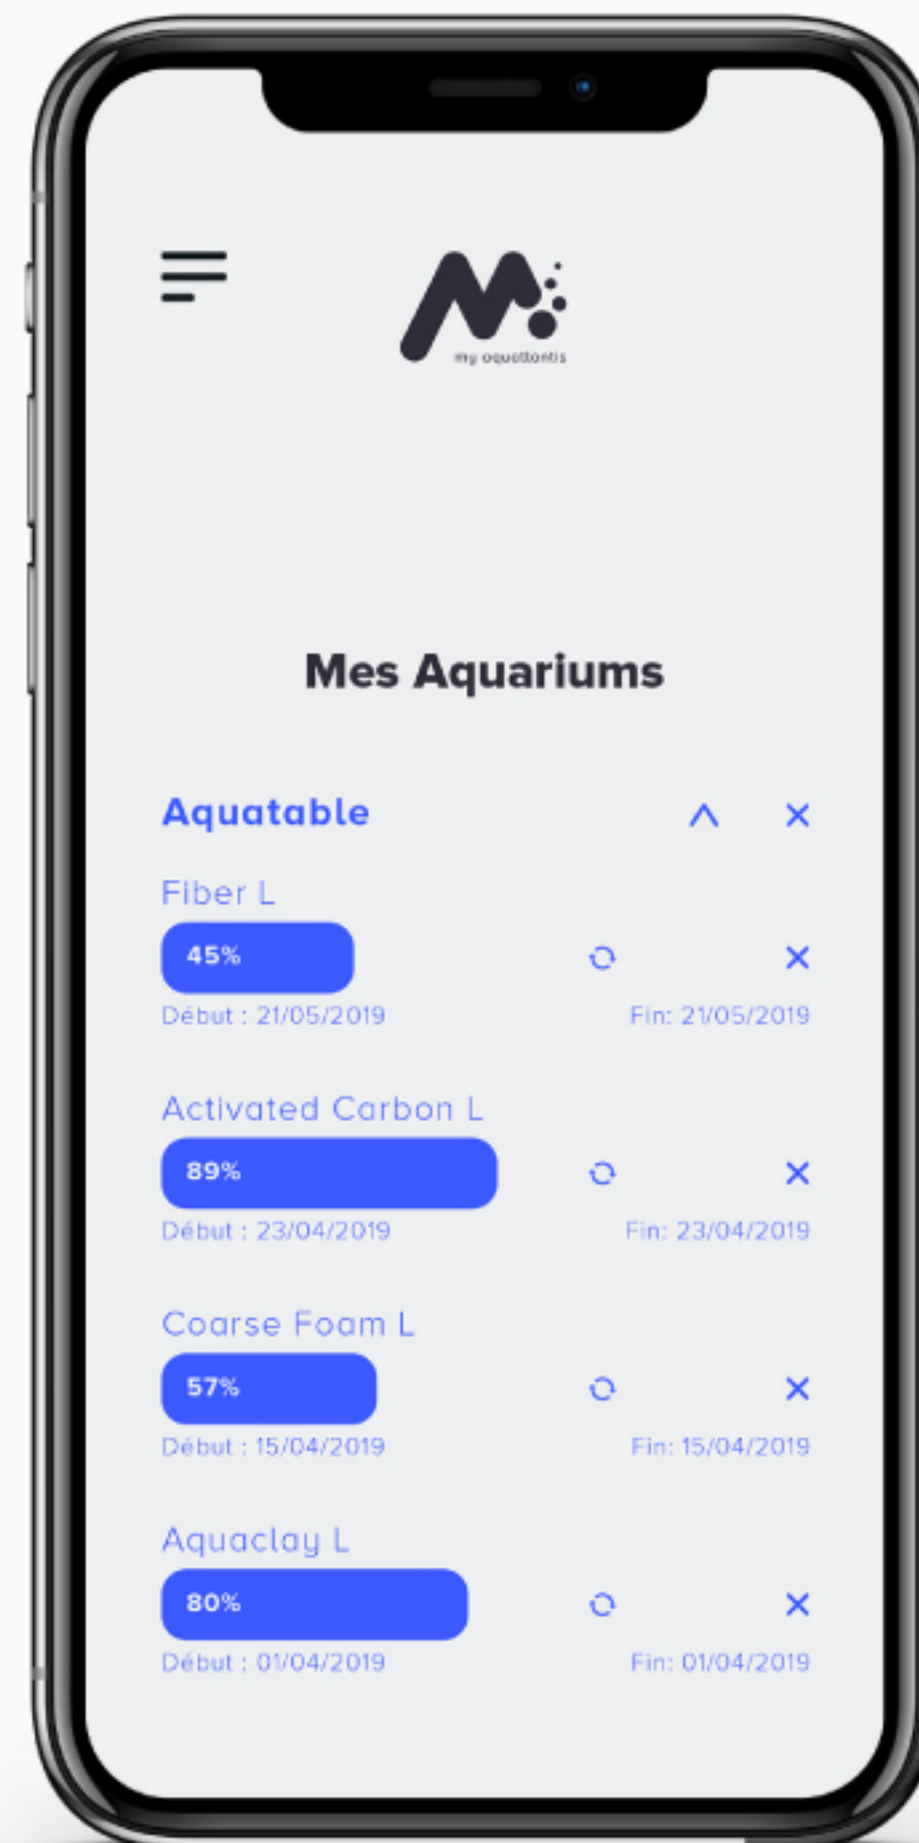 my aquatlantis
Mes Aquariums
Aquatable
Fiber L
45%
Début : 21/05/2019 Fin: 21/05/2019
Activated Carbon L
89%
Début : 23/04/2019 Fin: 23/04/2019
Coarse Foam L
57%
Début : 15/04/2019 Fin: 15/04/2019
Aquaclay L
80%
Début : 01/04/2019 Fin: 01/04/2019